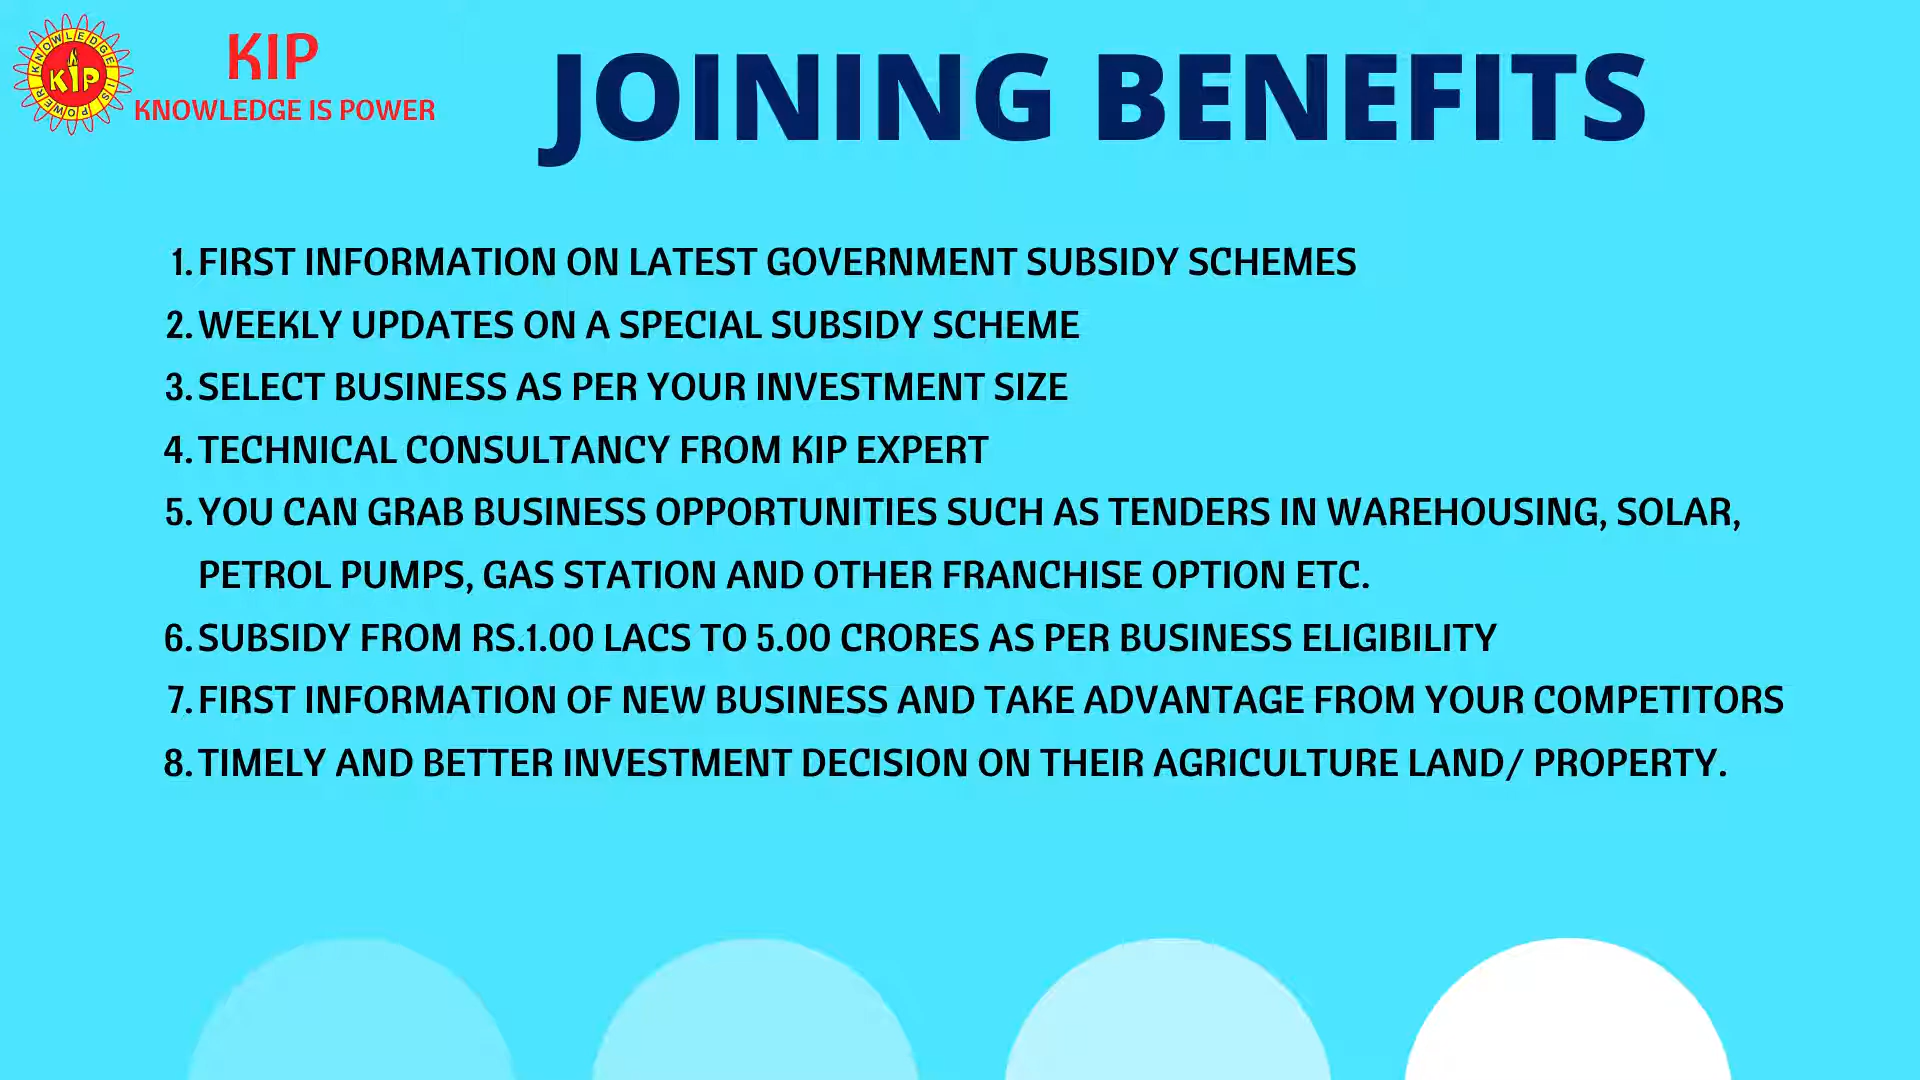 KNOWLEDGE IS POWER
KIP
KIP
KNOWLEDGE IS POWER
JOINING BENEFITS
1. FIRST INFORMATION ON LATEST GOVERNMENT SUBSIDY SCHEMES
2. WEEKLY UPDATES ON A SPECIAL SUBSIDY SCHEME
3. SELECT BUSINESS AS PER YOUR INVESTMENT SIZE
4. TECHNICAL CONSULTANCY FROM KIP EXPERT
5. YOU CAN GRAB BUSINESS OPPORTUNITIES SUCH AS TENDERS IN WAREHOUSING, SOLAR,
PETROL PUMPS, GAS STATION AND OTHER FRANCHISE OPTION ETC.
6. SUBSIDY FROM RS.1.00 LACS TO 5.00 CRORES AS PER BUSINESS ELIGIBILITY
7. FIRST INFORMATION OF NEW BUSINESS AND TAKE ADVANTAGE FROM YOUR COMPETITORS
8. TIMELY AND BETTER INVESTMENT DECISION ON THEIR AGRICULTURE LAND/ PROPERTY.